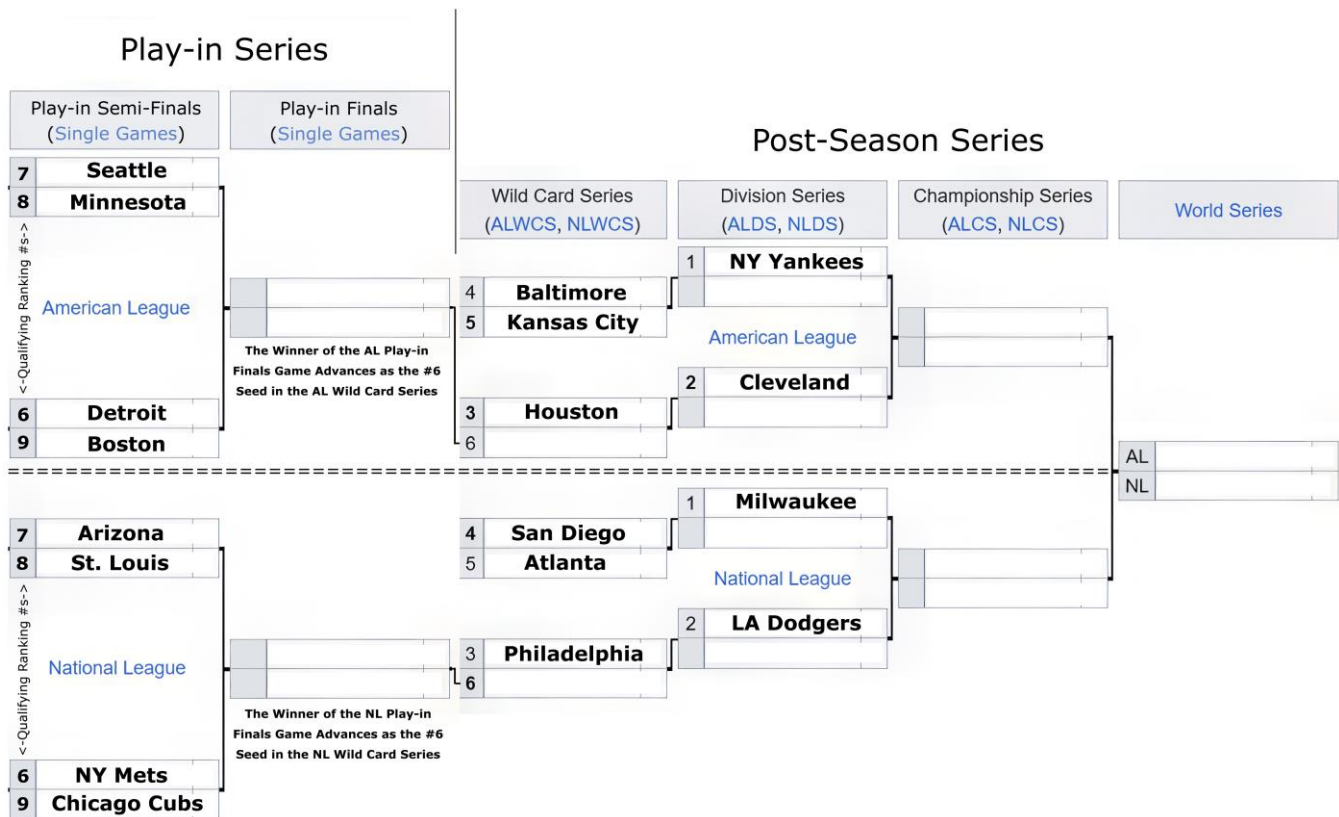 Play-in Series
Play-in Semi-Finals
(Single Games)
Play-in Finals
(Single Games)
7 Seattle
8 Minnesota
<-Qualifying Ranking #s->
American League
The Winner of the AL Play-in
Finals Game Advances as the #6
Seed in the AL Wild Card Series
6 Detroit
9 Boston
7 Arizona
8 St. Louis
<-Qualifying Ranking #s->
National League
The Winner of the NL Play-in
Finals Game Advances as the #6
Seed in the NL Wild Card Series
6 NY Mets
9 Chicago Cubs
Post-Season Series
Wild Card Series
(ALWCS, NLWCS)
Division Series
(ALDS, NLDS)
Championship Series
(ALCS, NLCS)
World Series
4 Baltimore
5 Kansas City
3 Houston
6
1 NY Yankees
American League
2 Cleveland
4 San Diego
5 Atlanta
3 Philadelphia
6
1 Milwaukee
National League
2 LA Dodgers
AL
NL